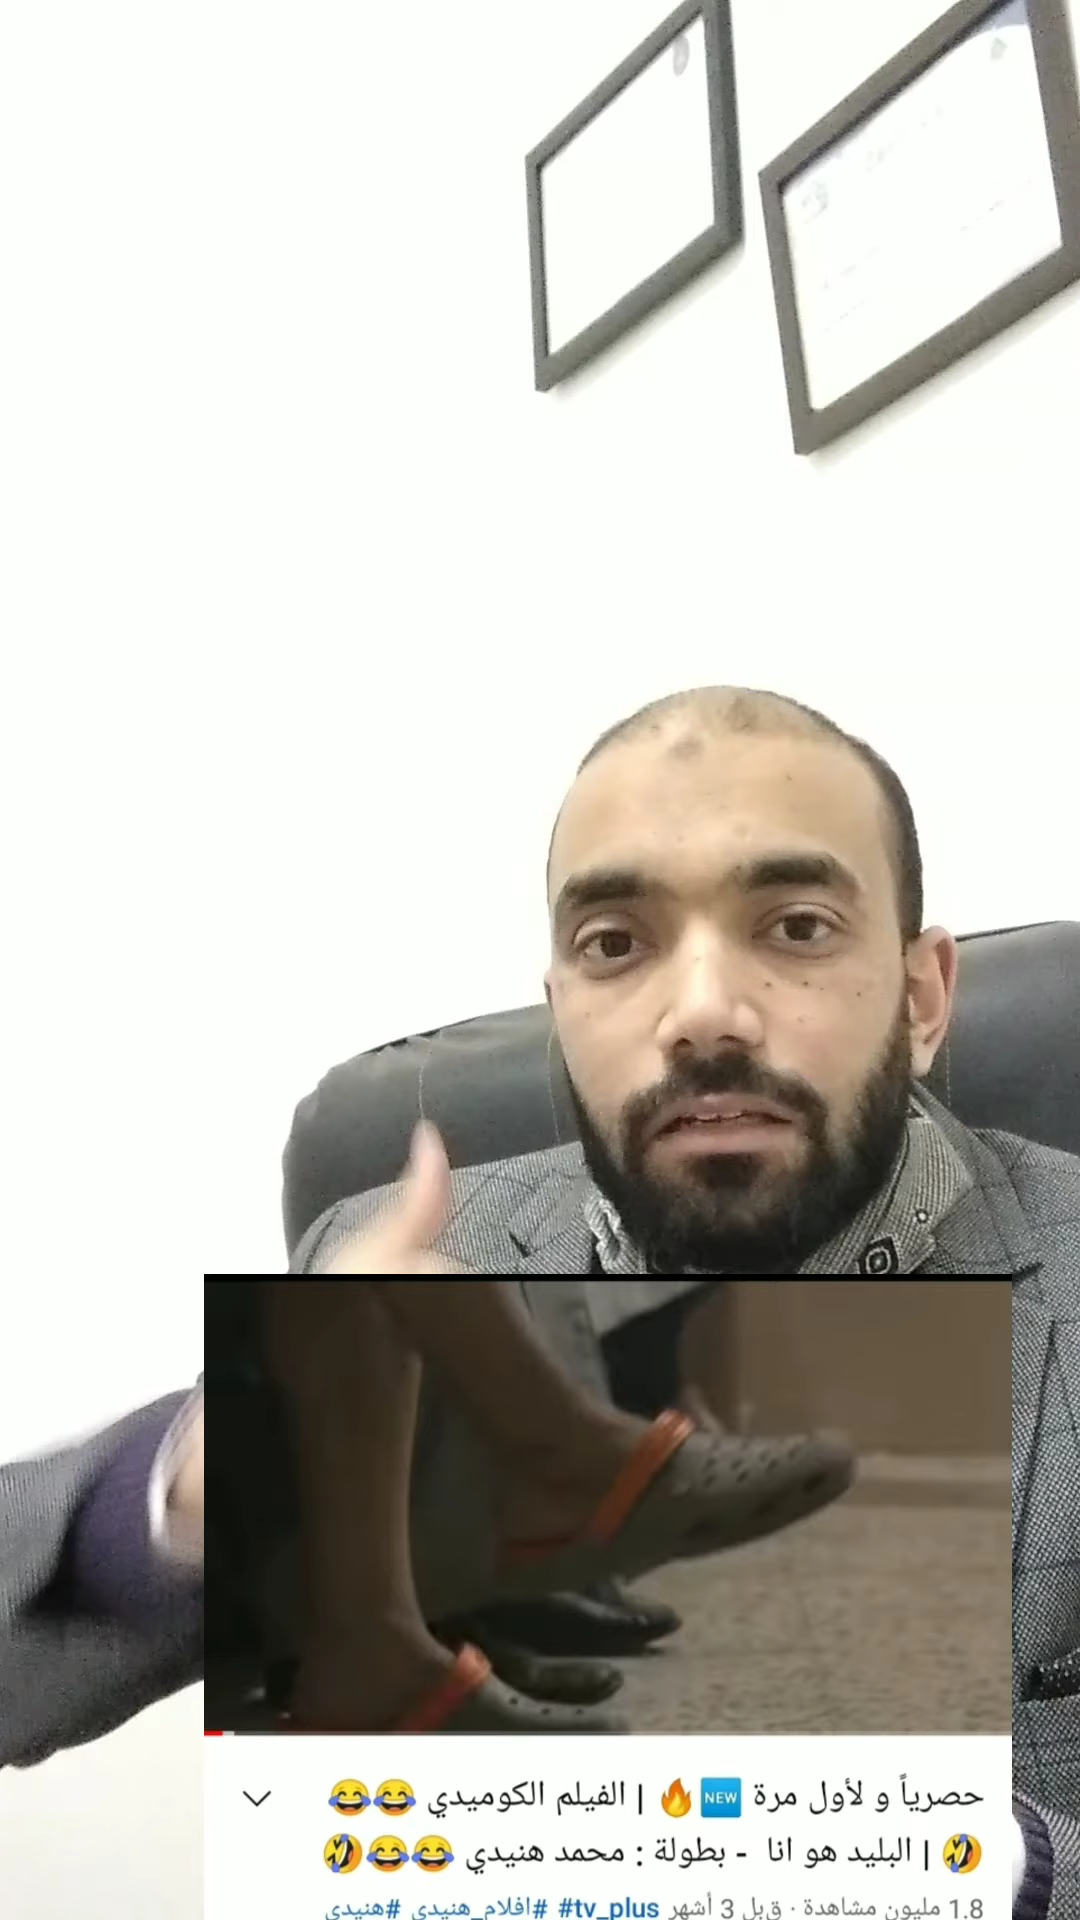 حصرياً و لأول مرة 🆕🔥 | الفيلم الكوميدي 😂😂
🤣 | البليد هو انا - بطولة : محمد هنيدي 😂😂🤣
1.8 مليون مشاهدة · قبل 3 أشهر #tv_plus #افلام_هنيدي #هنيدي